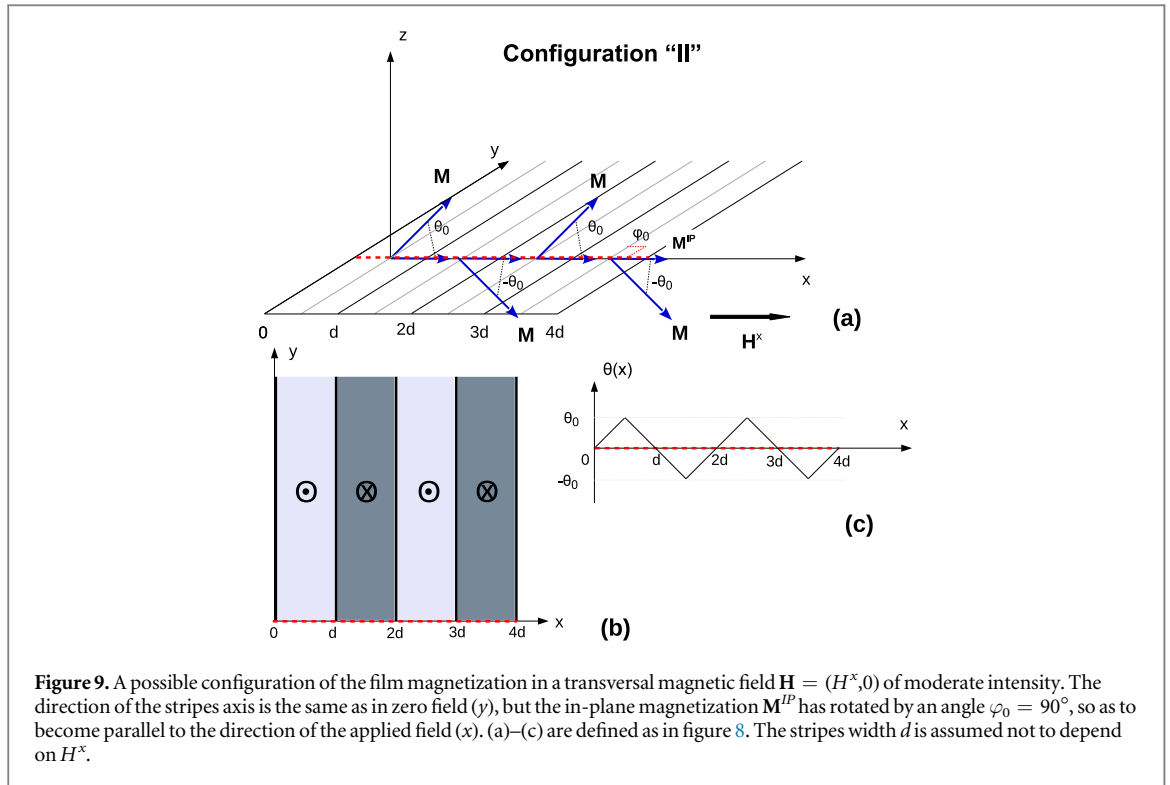 Configuration “II”
z
y
M
M
θ0
θ0
φ0
M^IP
x
-θ0
-θ0
0
d
2d
3d
4d
M
M
H^x
(a)
y
0
d
2d
3d
4d
x
(b)
θ(x)
θ0
x
0
d
2d
3d
4d
-θ0
(c)
Figure 9. A possible configuration of the film magnetization in a transversal magnetic field H = (H^x,0) of moderate intensity. The
direction of the stripes axis is the same as in zero field (y), but the in-plane magnetization M^IP has rotated by an angle φ0 = 90°, so as to
become parallel to the direction of the applied field (x). (a)–(c) are defined as in figure 8. The stripes width d is assumed not to depend
on H^x.